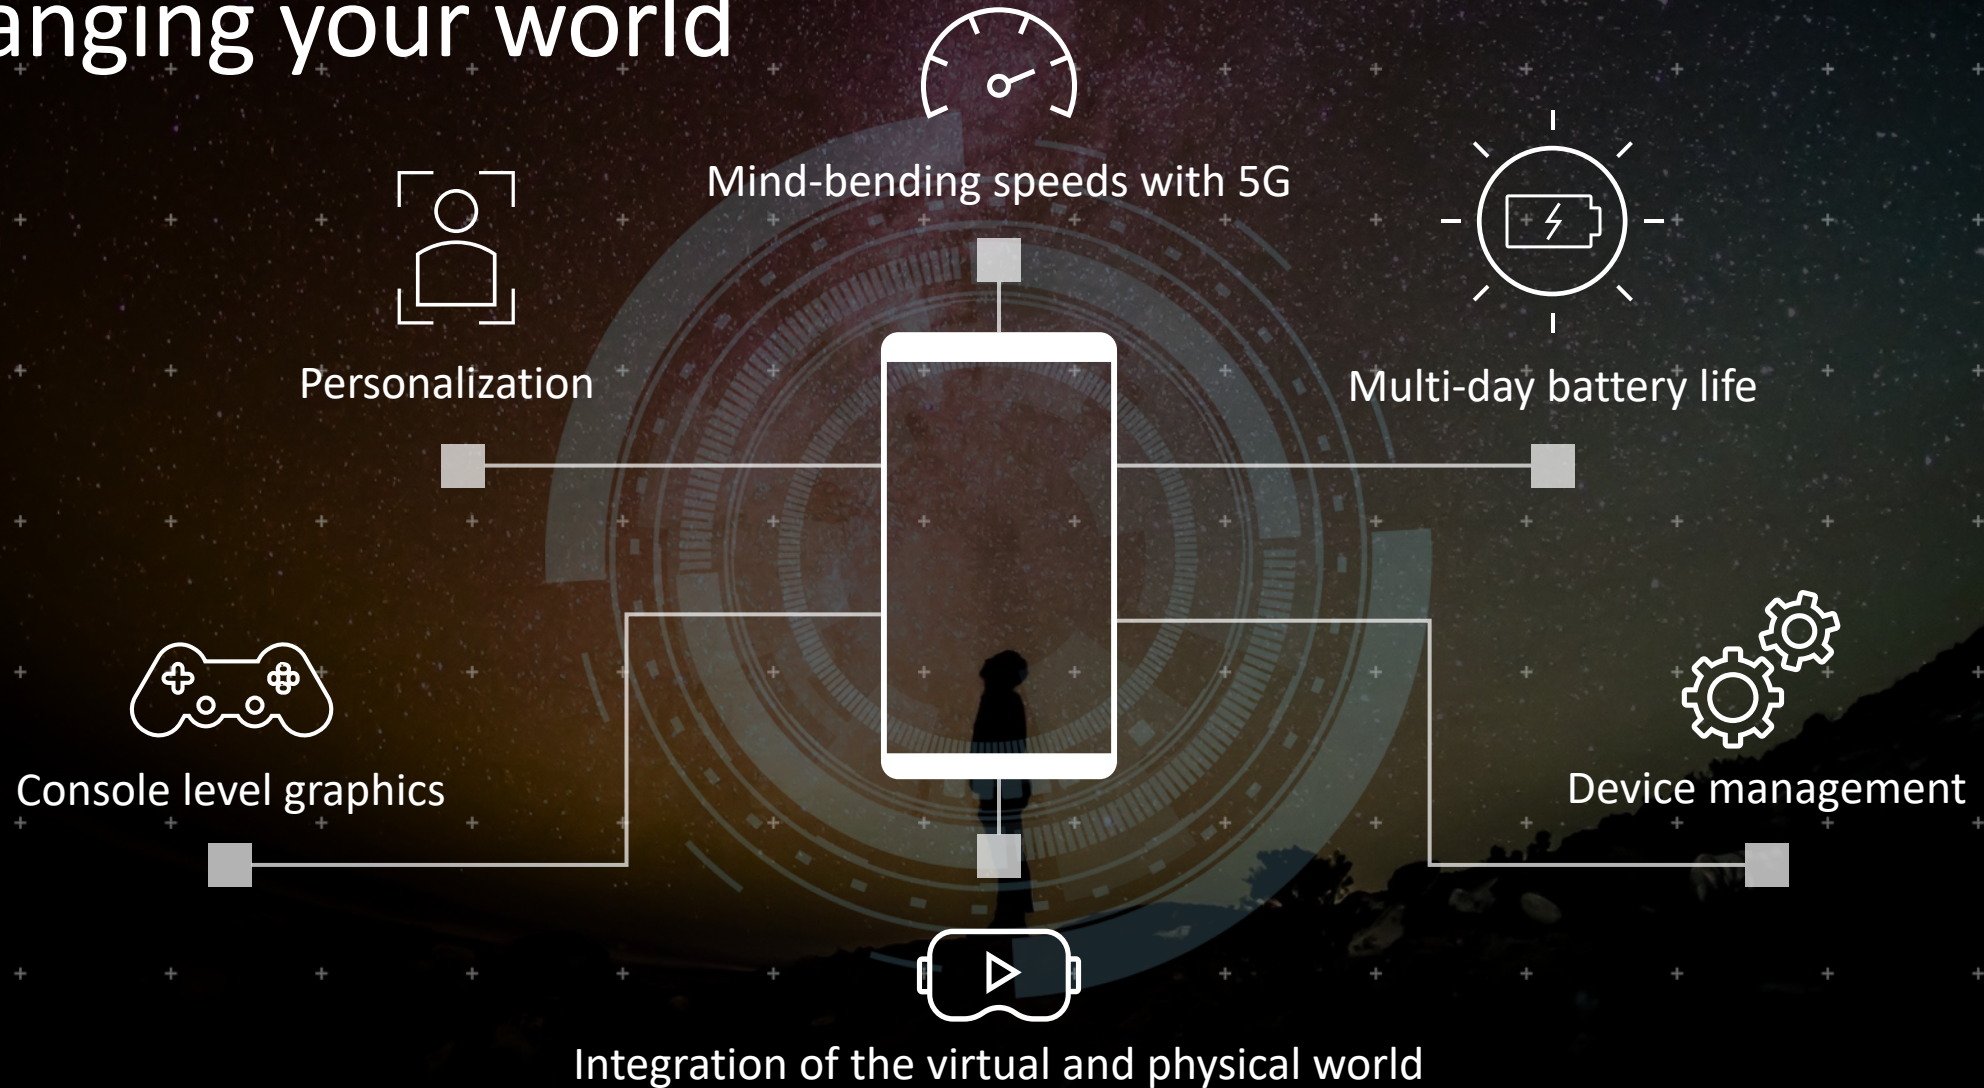 anging your world
Mind-bending speeds with 5G
Personalization
Multi-day battery life
Console level graphics
Device management
Integration of the virtual and physical world